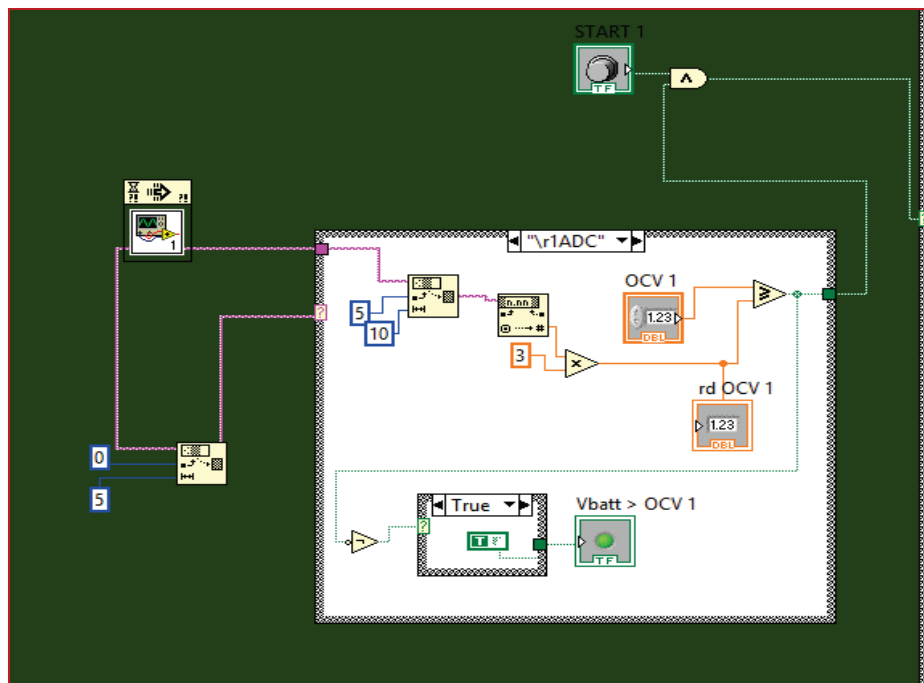 START 1
TF
1
"\r1ADC"
5
10
n.nn
#
3
OCV 1
1.23
DBL
rd OCV 1
1.23
DBL
0
5
True
T
Vbatt > OCV 1
TF